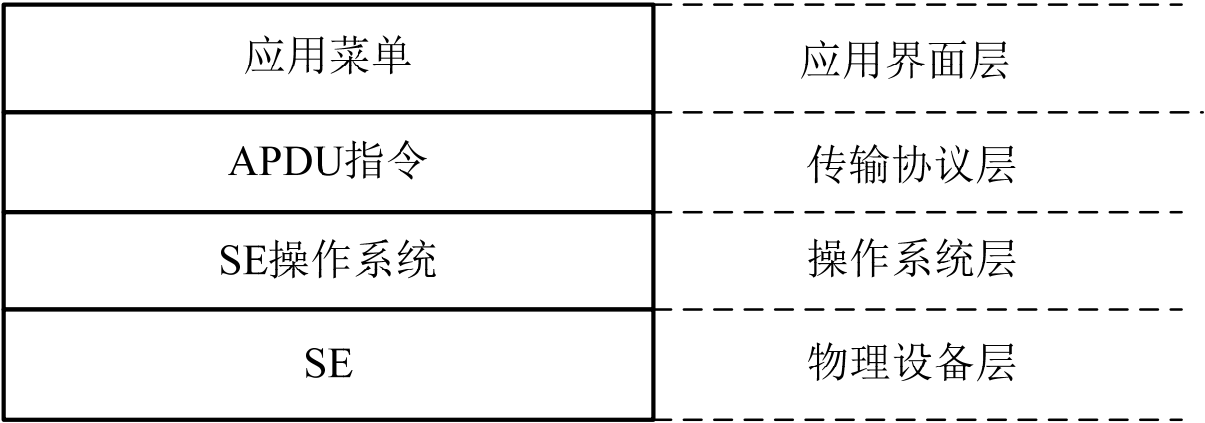 应用菜单
应用界面层
APDU指令
传输协议层
SE操作系统
操作系统层
SE
物理设备层